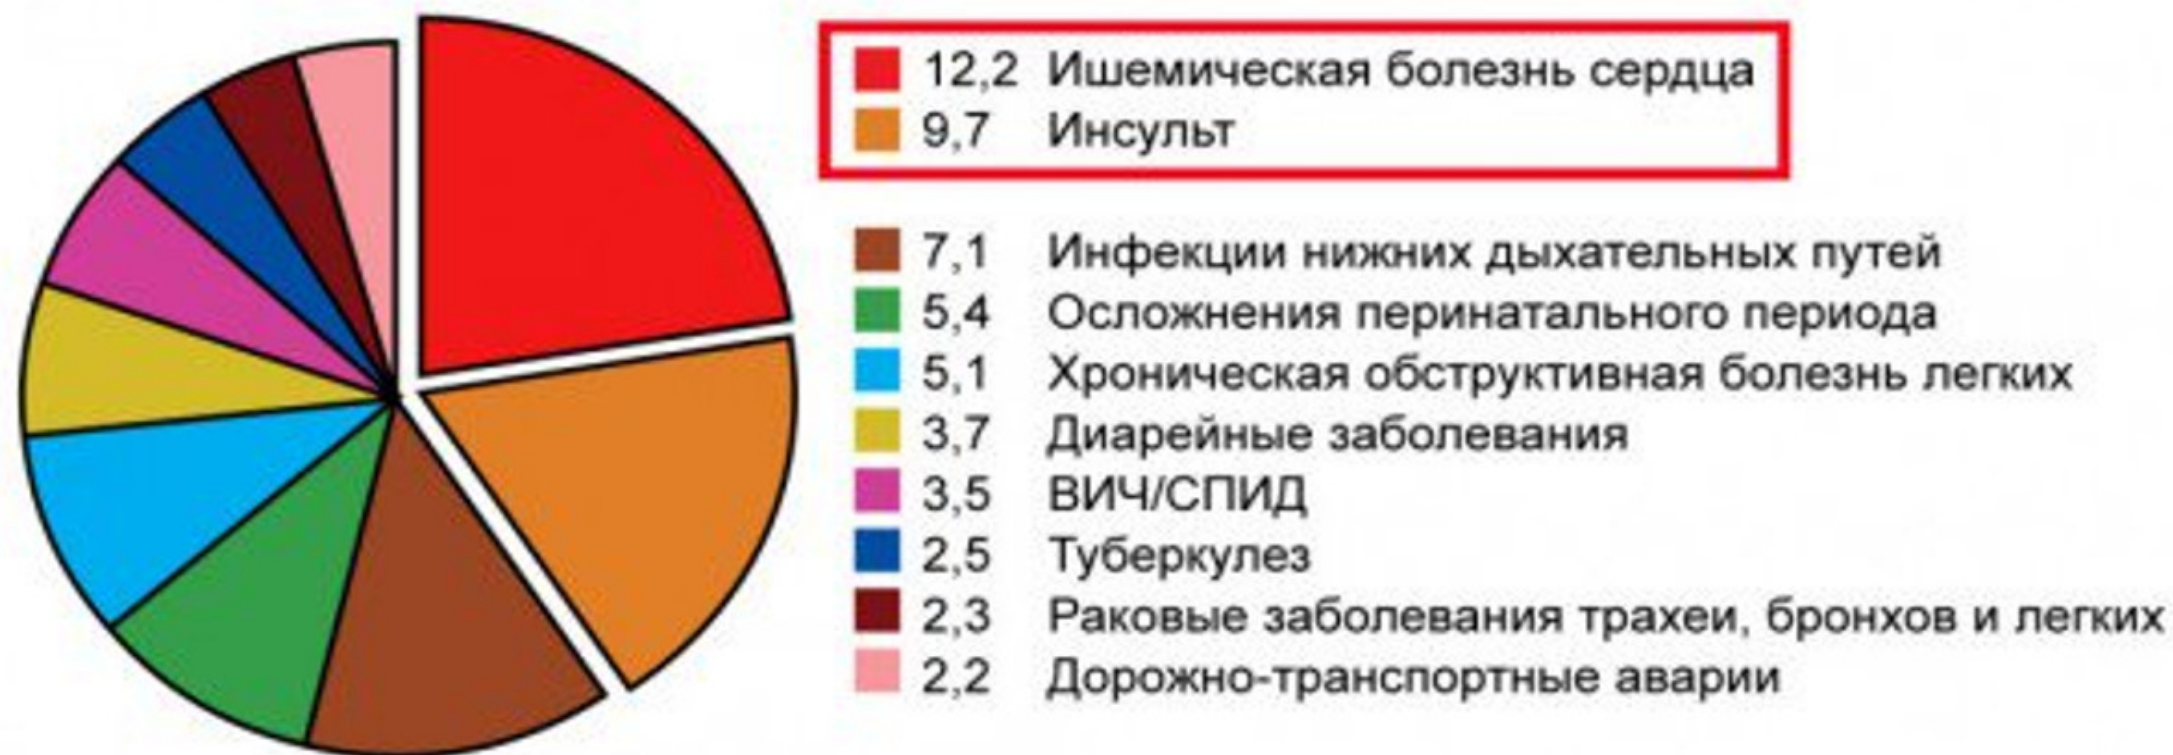 12,2 Ишемическая болезнь сердца
9,7 Инсульт
7,1 Инфекции нижних дыхательных путей
5,4 Осложнения перинатального периода
5,1 Хроническая обструктивная болезнь легких
3,7 Диарейные заболевания
3,5 ВИЧ/СПИД
2,5 Туберкулез
2,3 Раковые заболевания трахеи, бронхов и легких
2,2 Дорожно-транспортные аварии